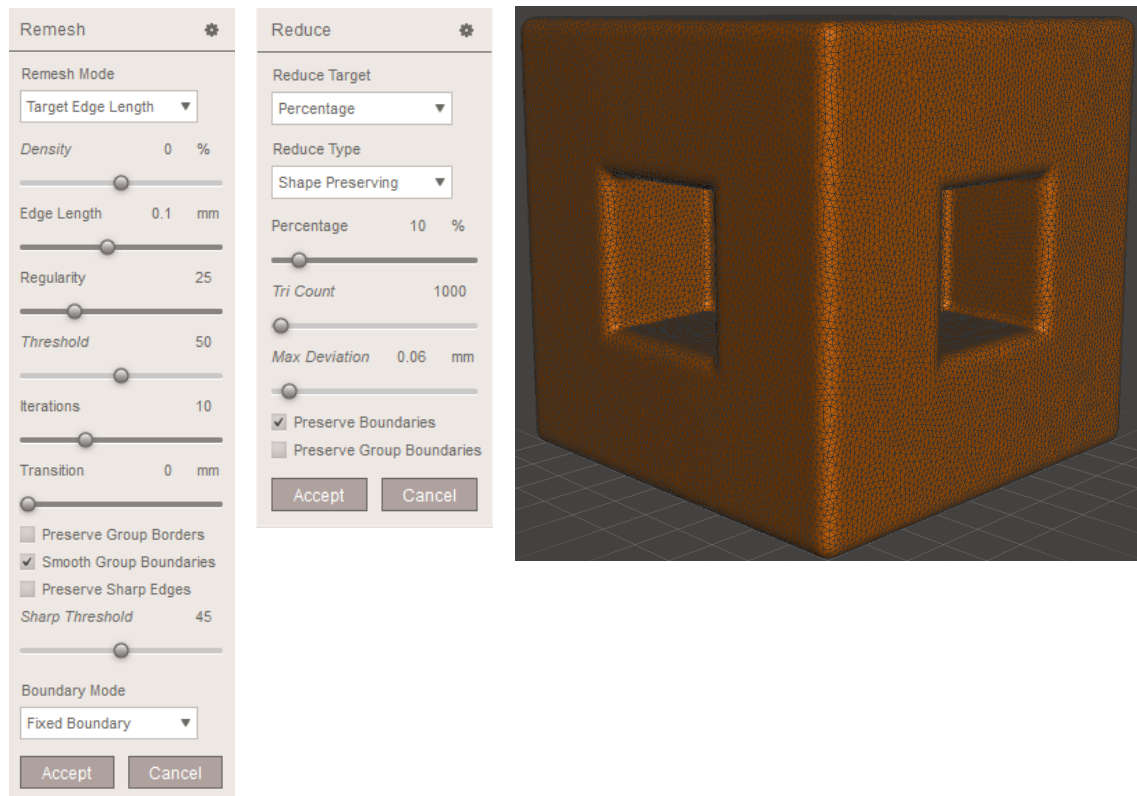 Remesh
Remesh Mode
Target Edge Length
Density 0 %
Edge Length 0.1 mm
Regularity 25
Threshold 50
Iterations 10
Transition 0 mm
Preserve Group Borders
Smooth Group Boundaries
Preserve Sharp Edges
Sharp Threshold 45
Boundary Mode
Fixed Boundary
Accept Cancel
Reduce
Reduce Target
Percentage
Reduce Type
Shape Preserving
Percentage 10 %
Tri Count 1000
Max Deviation 0.06 mm
Preserve Boundaries
Preserve Group Boundaries
Accept Cancel